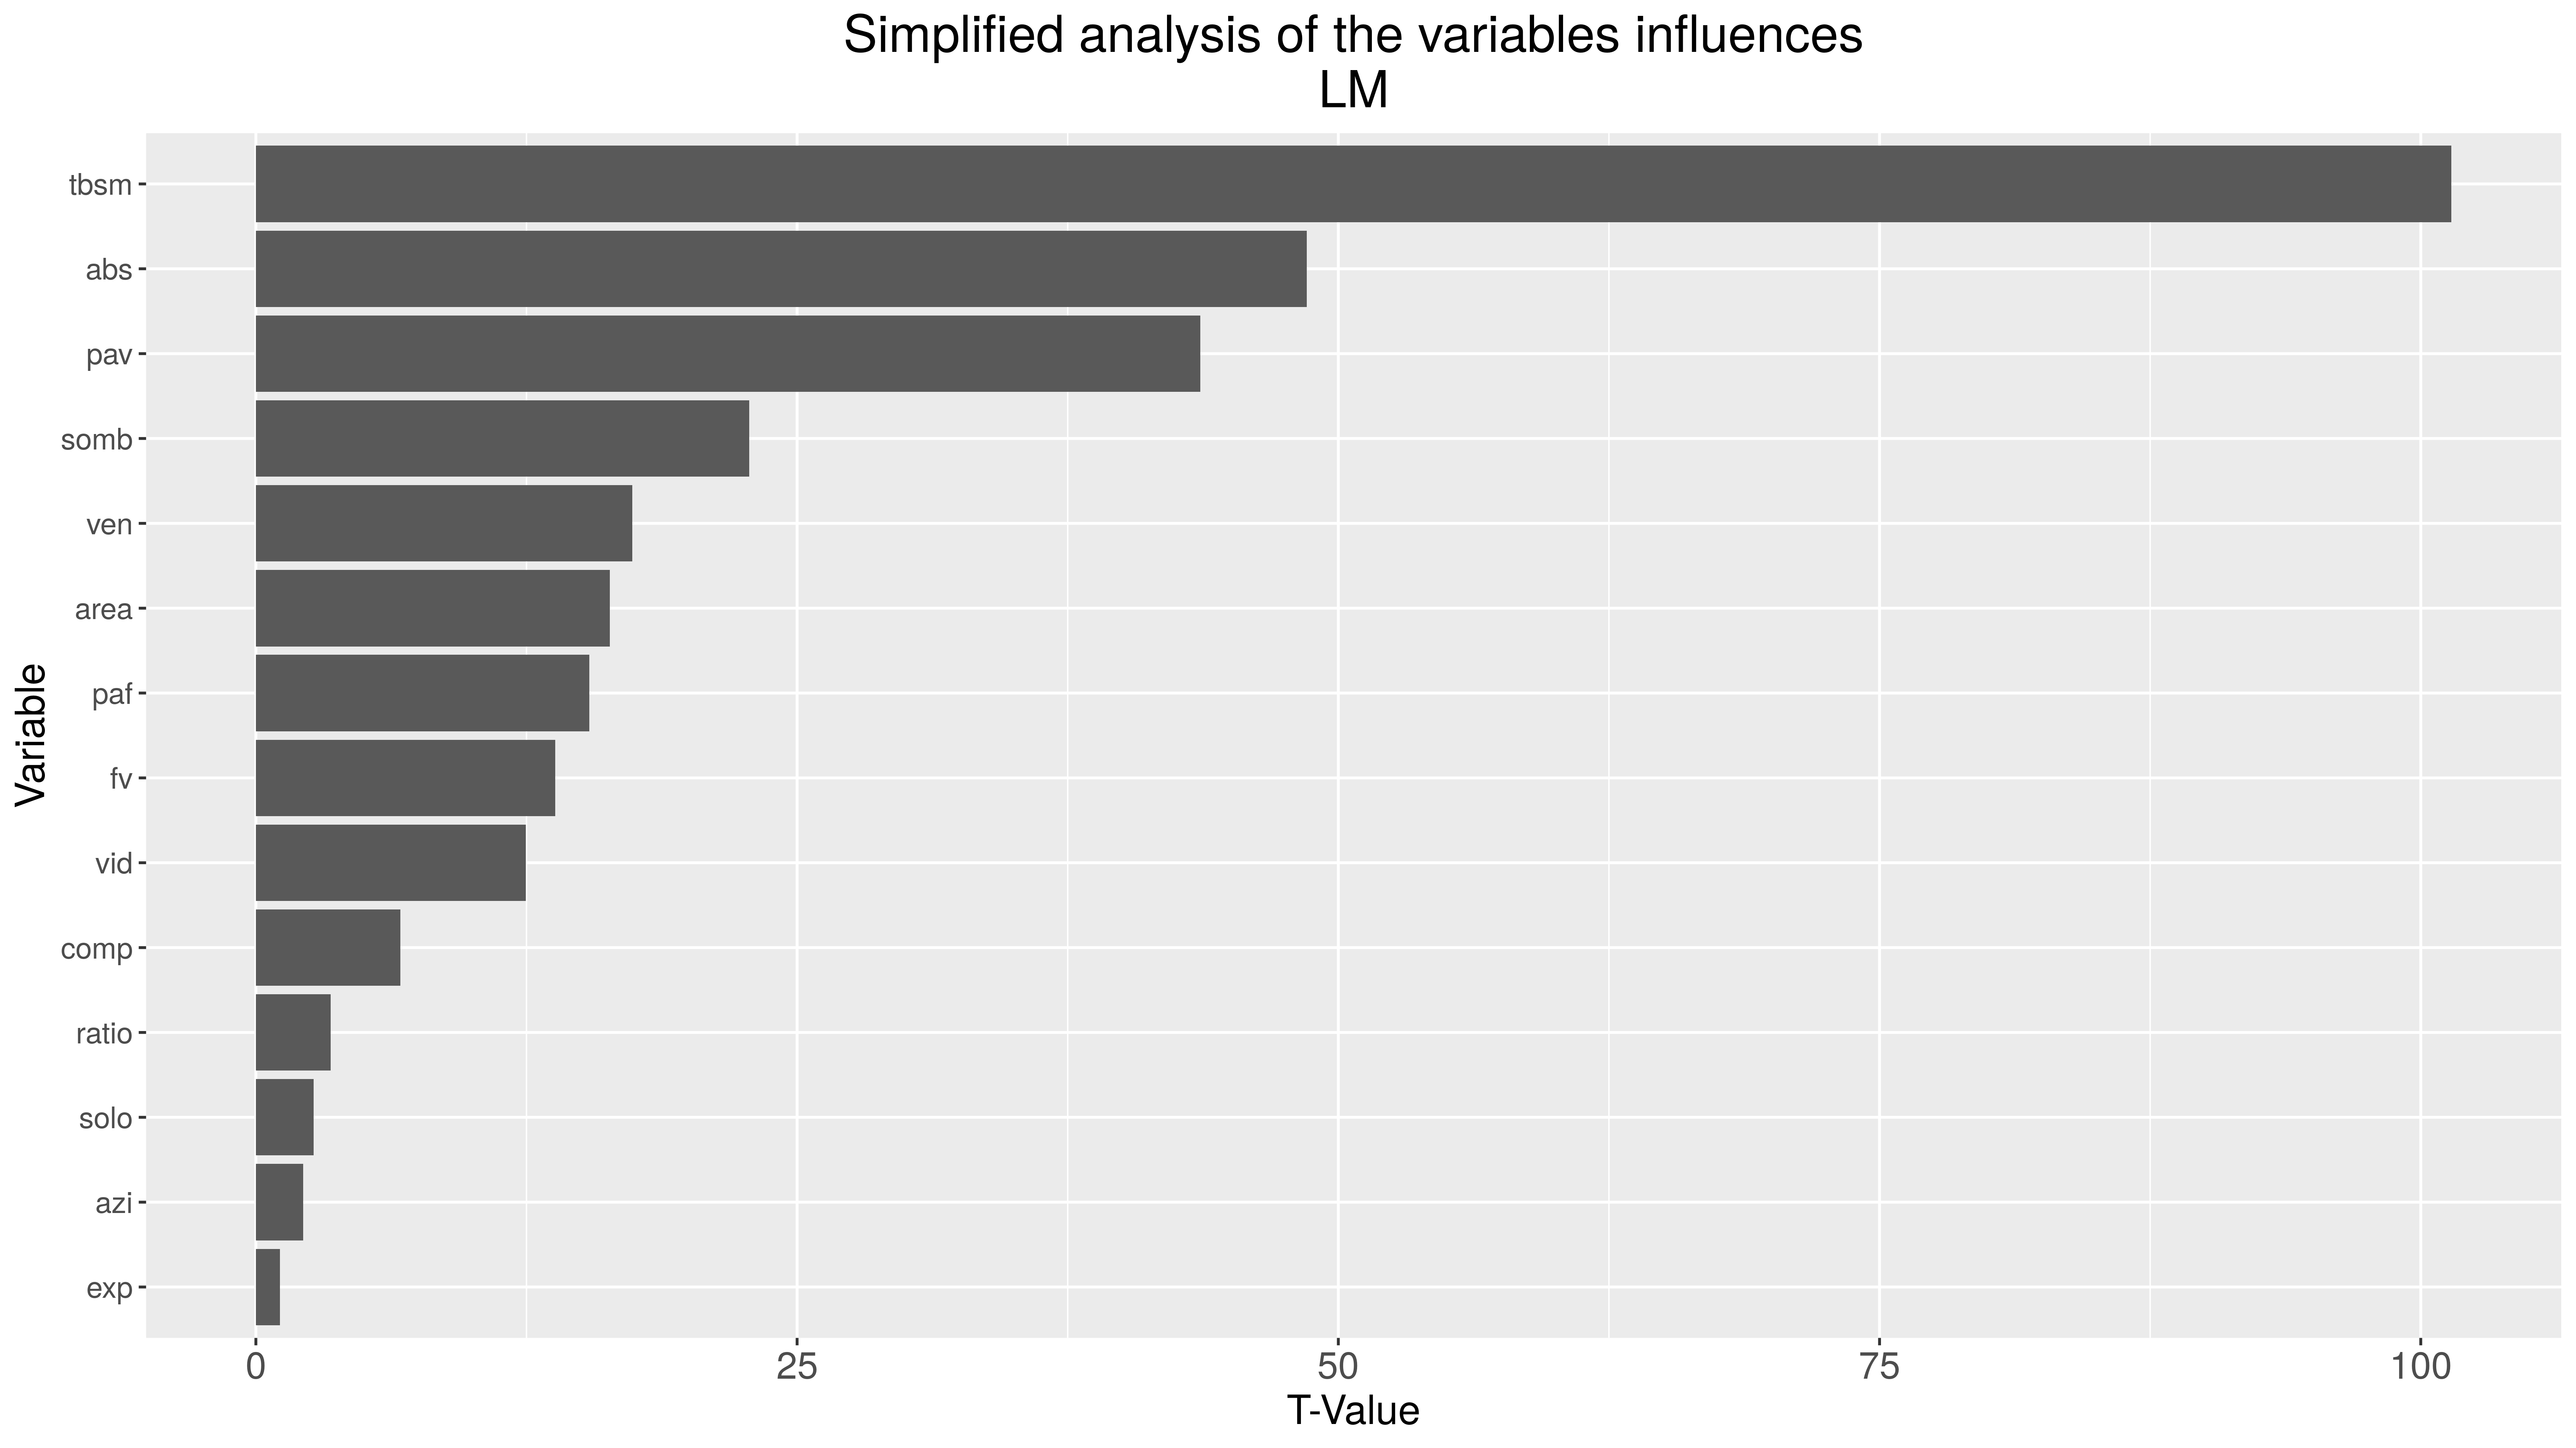 Simplified analysis of the variables influences
LM
Variable
tbsm
abs
pav
somb
ven
area
paf
fv
vid
comp
ratio
solo
azi
exp
0 25 50 75 100
T-Value